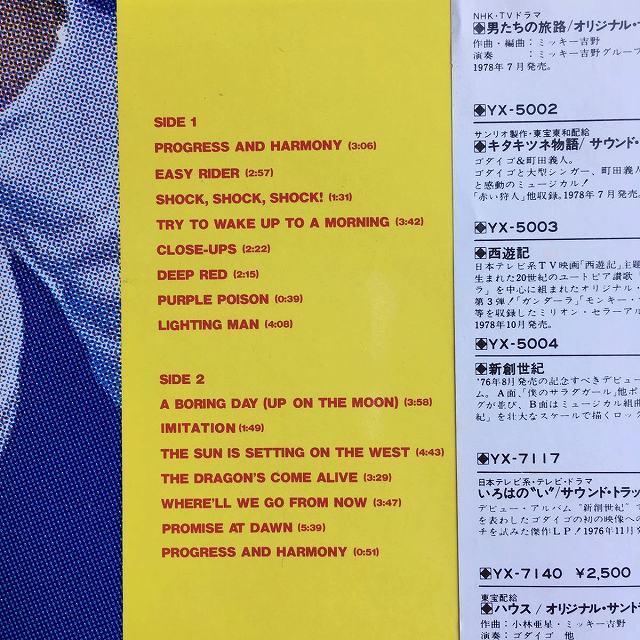 SIDE 1
PROGRESS AND HARMONY (3:06)
EASY RIDER (2:57)
SHOCK, SHOCK, SHOCK! (1:31)
TRY TO WAKE UP TO A MORNING (3:42)
CLOSE-UPS (2:22)
DEEP RED (2:15)
PURPLE POISON (0:39)
LIGHTING MAN (4:08)
SIDE 2
A BORING DAY (UP ON THE MOON) (3:58)
IMITATION (1:49)
THE SUN IS SETTING ON THE WEST (4:43)
THE DRAGON'S COME ALIVE (3:29)
WHERE'LL WE GO FROM NOW (3:47)
PROMISE AT DAWN (5:39)
PROGRESS AND HARMONY (0:51)
NHK・TVドラマ
◆男たちの旅路/オリジナル・
作曲・編曲：ミッキー吉野
演奏　　：ミッキー吉野グルー
1978年7月発売。
◆YX-5002
サンリオ製作・東宝東和配給
◆キタキツネ物語/サウンド・
ゴダイゴ&町田義人。
ゴダイゴと大型シンガー、町田義人
と感動のミュージカル!
「赤い狩人」他収録。1978年7月発売。
◆YX-5003
◆西遊記
日本テレビ系TV映画「西遊記」主題
生まれた20世紀のユートピア讃歌
ラ」を中心に組まれたオリジナル・
第3弾!「ガンダーラ」「モンキー・
等を収録したミリオン・セラーアル
1978年10月発売。
◆YX-5004
◆新創世紀
'76年8月発売の記念すべきデビュー
ム。A面、「僕のサラダガール」他ポ
グが並び、B面はミュージカル組曲
紀」を壮大なスケールで描くロック
◆YX-7117
日本テレビ系・テレビ・ドラマ
いろはの"い"/サウンド・トラッ
デビュー・アルバム "新創世紀" で
を表わしたゴダイゴの初の映像への
チを試みた傑作LP! 1976年11月
◆YX-7140 ¥2,500
東宝配給
◆ハウス/オリジナル・サント
作曲：小林亜星・ミッキー吉野
演奏：ゴダイゴ 他